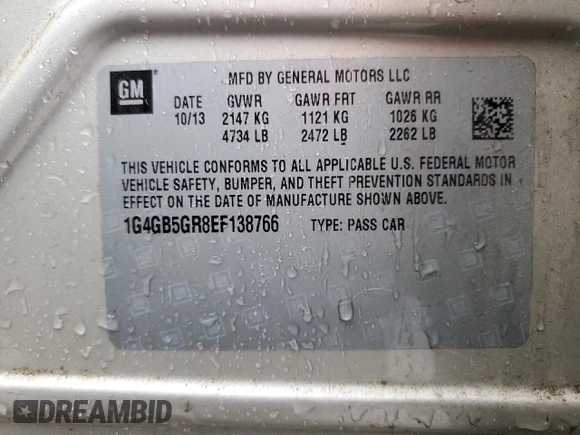 GM
MFD BY GENERAL MOTORS LLC
DATE GVWR GAWR FRT GAWR RR
10/13 2147 KG 1121 KG 1026 KG
4734 LB 2472 LB 2262 LB
THIS VEHICLE CONFORMS TO ALL APPLICABLE U.S. FEDERAL MOTOR
VEHICLE SAFETY, BUMPER, AND THEFT PREVENTION STANDARDS IN
EFFECT ON THE DATE OF MANUFACTURE SHOWN ABOVE.
1G4GB5GR8EF138766 TYPE: PASS CAR
DREAMBID